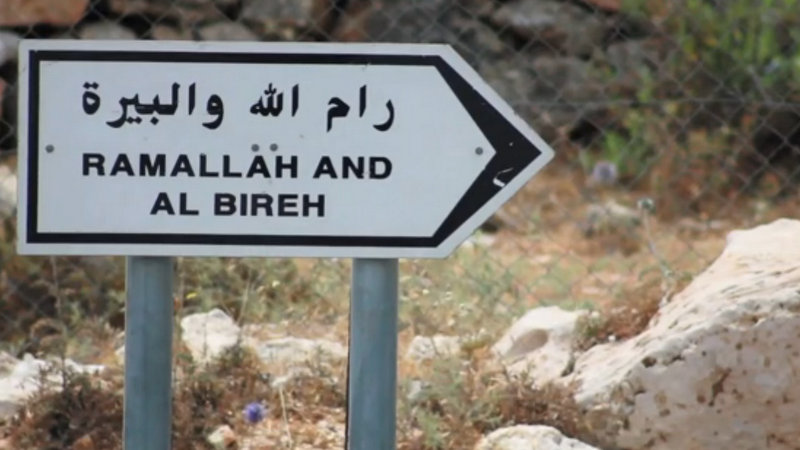 رام الله والبيرة
RAMALLAH AND
AL BIREH